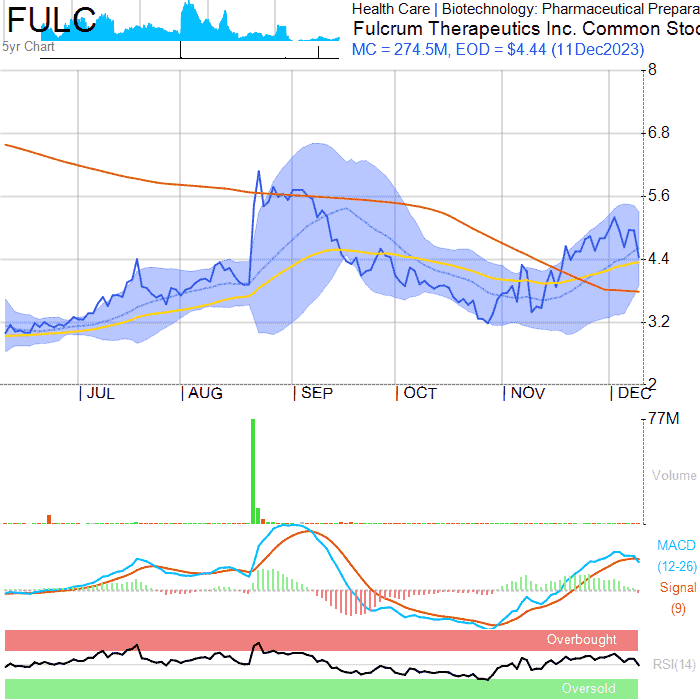 FULC
5yr Chart
Health Care | Biotechnology: Pharmaceutical Prepara
Fulcrum Therapeutics Inc. Common Stoc
MC = 274.5M, EOD = $4.44 (11Dec2023)
8
6.8
5.6
4.4
3.2
2
JUL AUG SEP OCT NOV DEC
77M
Volume
MACD
(12-26)
Signal
(9)
Overbought
RSI(14)
Oversold